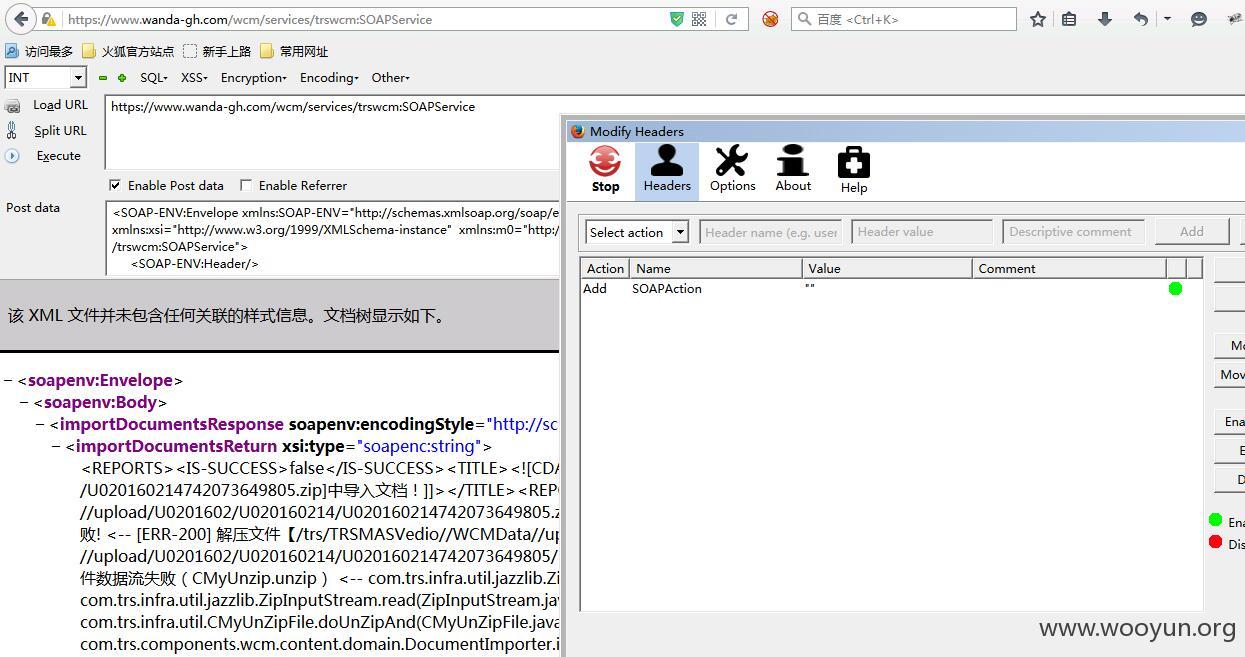 https://www.wanda-gh.com/wcm/services/trswcm:SOAPService
百度 <Ctrl+K>
访问最多 火狐官方站点 新手上路 常用网址
INT SQL- XSS- Encryption- Encoding- Other-
Load URL
https://www.wanda-gh.com/wcm/services/trswcm:SOAPService
Split URL
Execute
Enable Post data Enable Referrer
Post data
<SOAP-ENV:Envelope xmlns:SOAP-ENV="http://schemas.xmlsoap.org/soap/e
xmlns:xsi="http://www.w3.org/1999/XMLSchema-instance" xmlns:m0="http:
/trswcm:SOAPService">
<SOAP-ENV:Header/>
该 XML 文件并未包含任何关联的样式信息。文档树显示如下。
– <soapenv:Envelope>
– <soapenv:Body>
– <importDocumentsResponse soapenv:encodingStyle="http://sc
– <importDocumentsReturn xsi:type="soapenc:string">
<REPORTS><IS-SUCCESS>false</IS-SUCCESS><TITLE><![CDA
/U020160214742073649805.zip]中导入文档！]]></TITLE><REP
//upload/U0201602/U020160214/U020160214742073649805.z
败! <-- [ERR-200] 解压文件【/trs/TRSMASVedio//WCMData//up
//upload/U0201602/U020160214/U020160214742073649805/
件数据流失败（CMyUnzip.unzip） <-- com.trs.infra.util.jazzlib.Zi
com.trs.infra.util.jazzlib.ZipInputStream.read(ZipInputStream.jav
com.trs.infra.util.CMyUnZipFile.doUnZipAnd(CMyUnZipFile.java
com.trs.components.wcm.content.domain.DocumentImporter.i
Modify Headers
Stop Headers Options About Help
Select action Header name (e.g. user Header value Descriptive comment Add
Action Name Value Comment
Add SOAPAction ""
Mo
Mov
Ena
E
D
Ena
Dis
www.wooyun.org